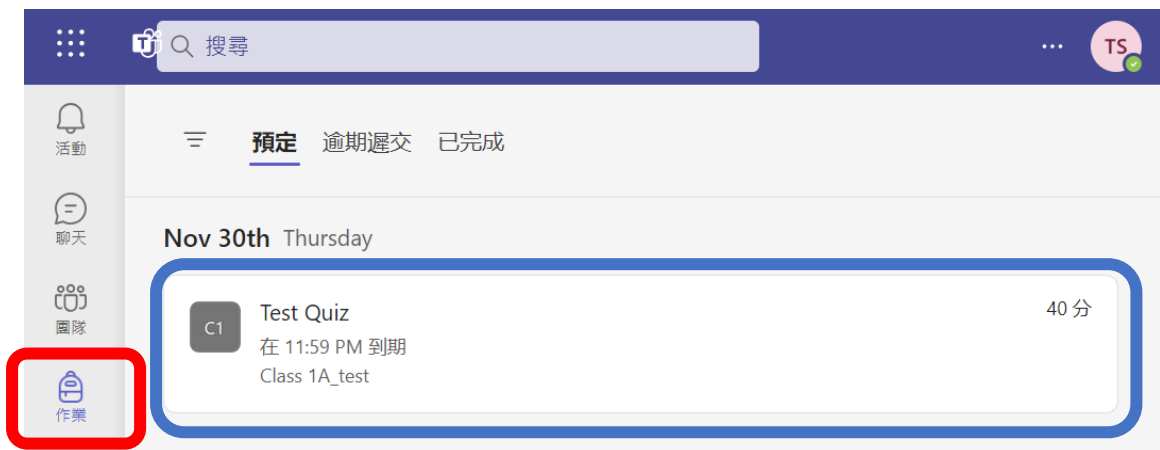 搜尋
...
TS
活動
聊天
團隊
作業
預定 逾期遲交 已完成
Nov 30th Thursday
C1
Test Quiz
40 分
在 11:59 PM 到期
Class 1A_test